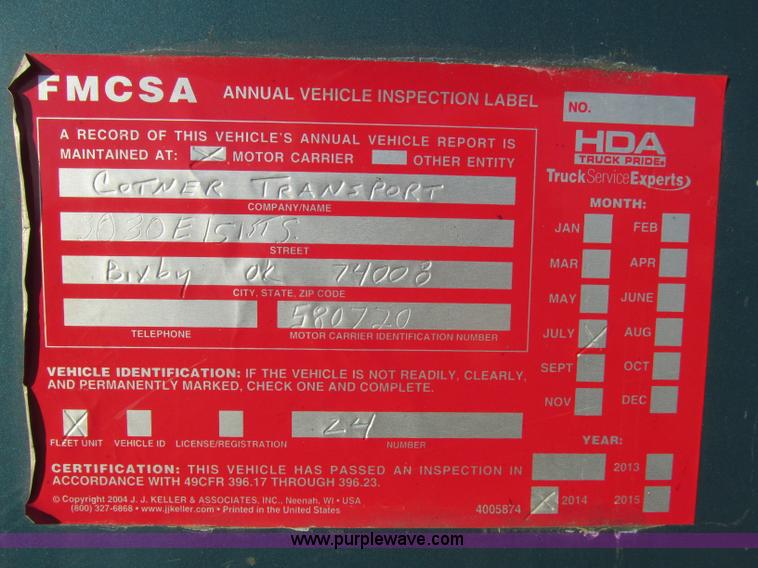 FMCSA ANNUAL VEHICLE INSPECTION LABEL NO.
A RECORD OF THIS VEHICLE'S ANNUAL VEHICLE REPORT IS
MAINTAINED AT: X MOTOR CARRIER OTHER ENTITY
COTNER TRANSPORT
COMPANY/NAME
3030 E 151ST S
STREET
Bixby OK 74008
CITY, STATE, ZIP CODE
580720
TELEPHONE MOTOR CARRIER IDENTIFICATION NUMBER
VEHICLE IDENTIFICATION: IF THE VEHICLE IS NOT READILY, CLEARLY,
AND PERMANENTLY MARKED, CHECK ONE AND COMPLETE.
X 24
FLEET UNIT VEHICLE ID LICENSE/REGISTRATION NUMBER
CERTIFICATION: THIS VEHICLE HAS PASSED AN INSPECTION IN
ACCORDANCE WITH 49CFR 396.17 THROUGH 396.23.
© Copyright 2004 J. J. KELLER & ASSOCIATES, INC., Neenah, WI • USA
(800) 327-6868 • www.jjkeller.com • Printed in the United States
4005874
HDA
TRUCK PRIDE®
TruckServiceExperts
MONTH:
JAN FEB
MAR APR
MAY JUNE
JULY X AUG
SEPT OCT
NOV DEC
YEAR:
2013
X 2014 2015
www.purplewave.com